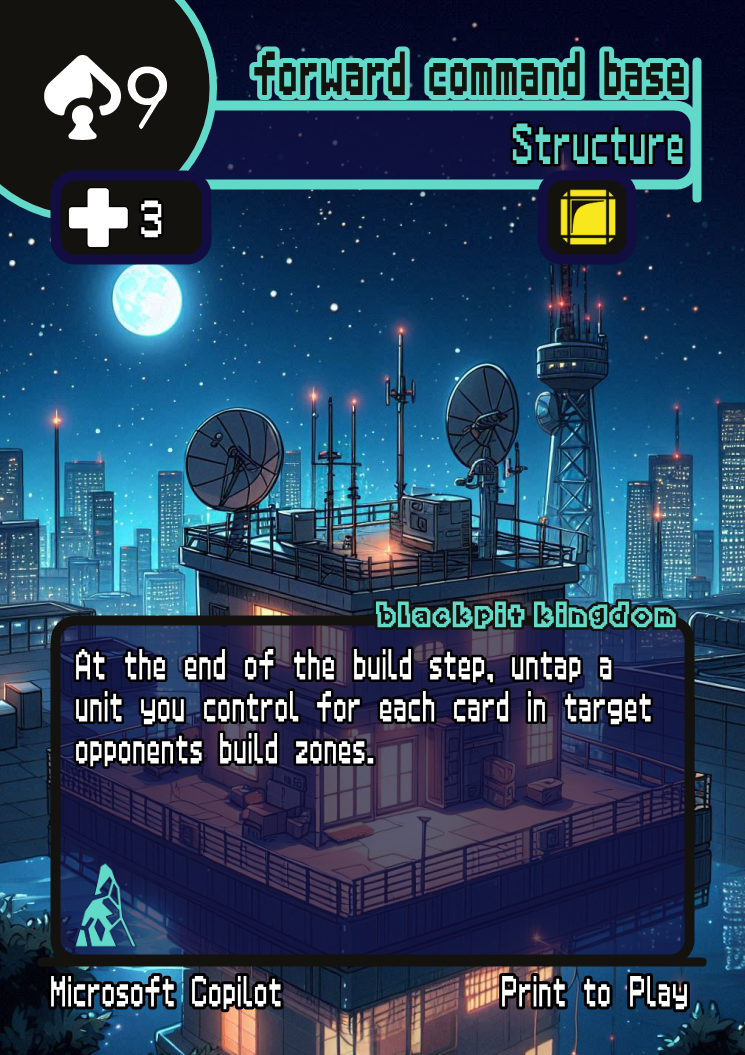 9
forward command base
Structure
3
blackpit kingdom
At the end of the build step, untap a
unit you control for each card in target
opponents build zones.
Microsoft Copilot
Print to Play